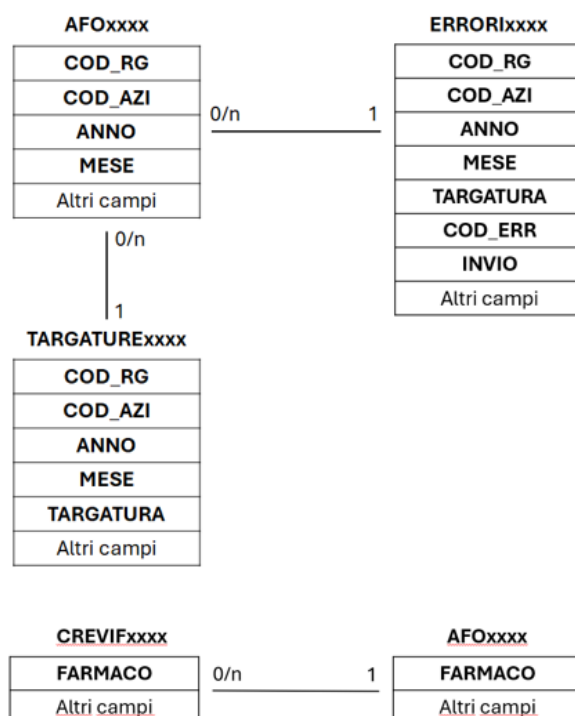 AFOxxxx
COD_RG
COD_AZI
ANNO
MESE
Altri campi
0/n
1
ERRORIxxxx
COD_RG
COD_AZI
ANNO
MESE
TARGATURA
COD_ERR
INVIO
Altri campi
0/n
1
TARGATURExxxx
COD_RG
COD_AZI
ANNO
MESE
TARGATURA
Altri campi
CREVIFxxxx
FARMACO
Altri campi
0/n
1
AFOxxxx
FARMACO
Altri campi